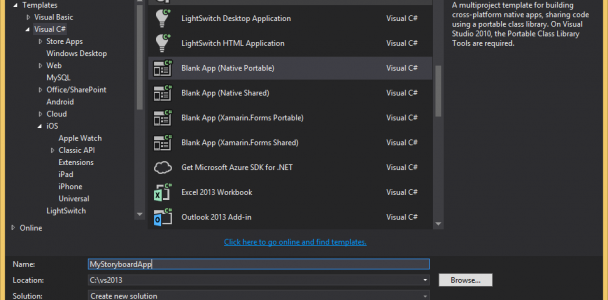 Templates
Visual Basic
Visual C#
Store Apps
Windows Desktop
Web
MySQL
Office/SharePoint
Android
Cloud
iOS
Apple Watch
Classic API
Extensions
iPad
iPhone
Universal
LightSwitch
Online
LightSwitch Desktop Application Visual C#
LightSwitch HTML Application Visual C#
Blank App (Native Portable) Visual C#
Blank App (Native Shared) Visual C#
Blank App (Xamarin.Forms Portable) Visual C#
Blank App (Xamarin.Forms Shared) Visual C#
Get Microsoft Azure SDK for .NET Visual C#
Excel 2013 Workbook Visual C#
Outlook 2013 Add-in Visual C#
Click here to go online and find templates.
A multiproject template for building
cross-platform native apps, sharing code
using a portable class library. On Visual
Studio 2010, the Portable Class Library
Tools are required.
Name: MyStoryboardApp
Location: C:\vs2013 Browse...
Solution: Create new solution